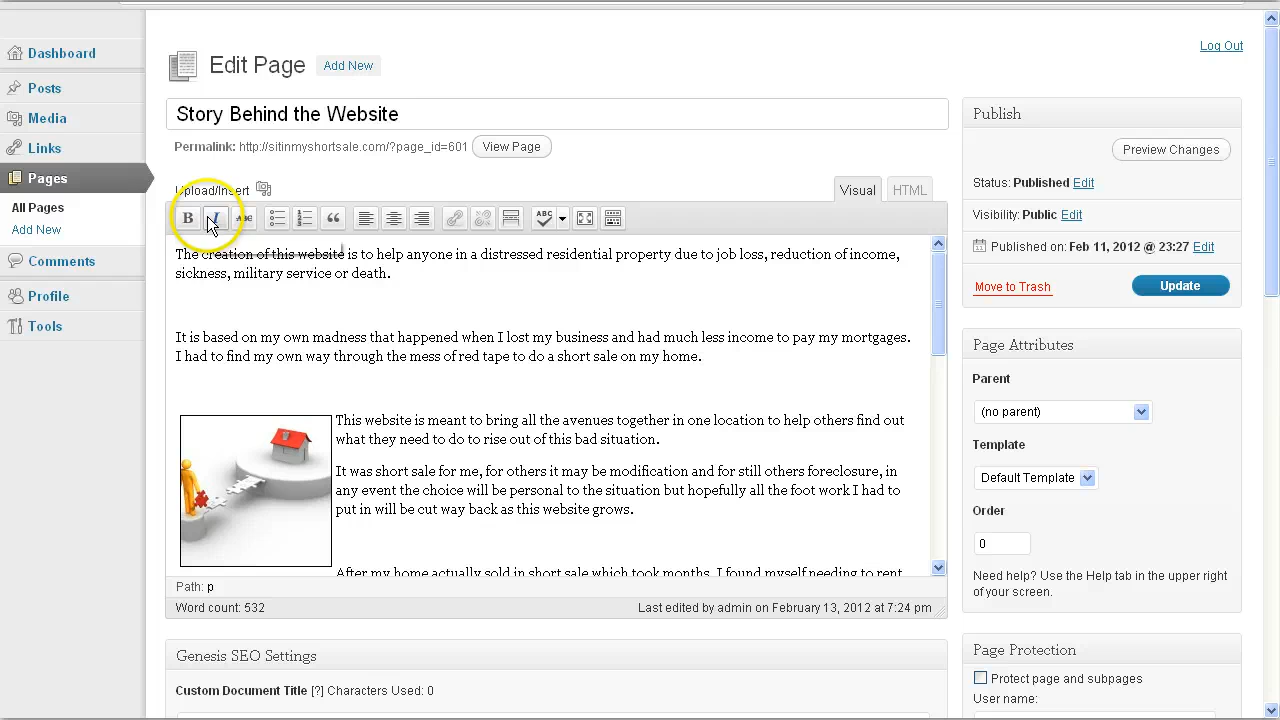 Log Out
Dashboard
Posts
Media
Links
Pages
All Pages
Add New
Comments
Profile
Tools
Edit Page Add New
Story Behind the Website
Permalink: http://sitinmyshortsale.com/?page_id=601 View Page
Upload/Insert
Visual HTML
B I ABC ABC
The creation of this website is to help anyone in a distressed residential property due to job loss, reduction of income,
sickness, military service or death.
It is based on my own madness that happened when I lost my business and had much less income to pay my mortgages.
I had to find my own way through the mess of red tape to do a short sale on my home.
This website is meant to bring all the avenues together in one location to help others find out
what they need to do to rise out of this bad situation.
It was short sale for me, for others it may be modification and for still others foreclosure, in
any event the choice will be personal to the situation but hopefully all the foot work I had to
put in will be cut way back as this website grows.
After my home actually sold in short sale which took months, I found myself needing to rent
Path: p
Word count: 532 Last edited by admin on February 13, 2012 at 7:24 pm
Genesis SEO Settings
Custom Document Title [?] Characters Used: 0
Publish
Preview Changes
Status: Published Edit
Visibility: Public Edit
Published on: Feb 11, 2012 @ 23:27 Edit
Move to Trash Update
Page Attributes
Parent
(no parent)
Template
Default Template
Order
0
Need help? Use the Help tab in the upper right
of your screen.
Page Protection
Protect page and subpages
User name: